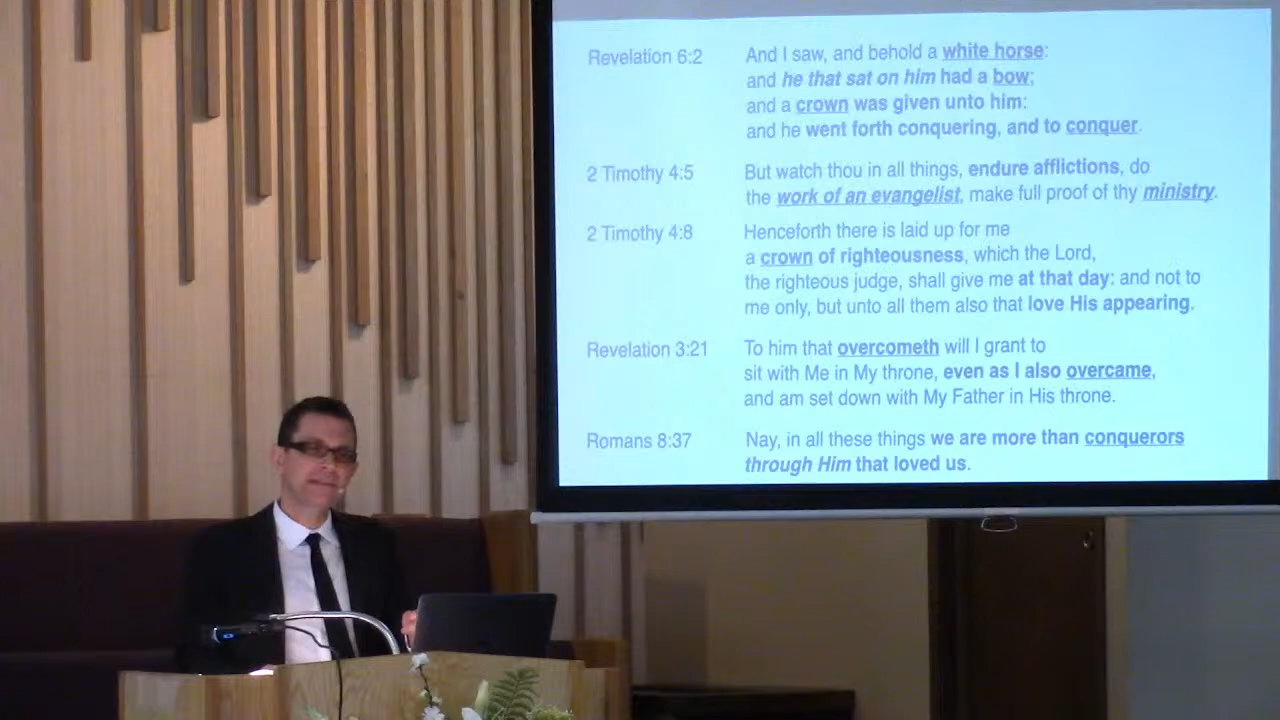 Revelation 6:2 And I saw, and behold a white horse:
and he that sat on him had a bow;
and a crown was given unto him:
and he went forth conquering, and to conquer.
2 Timothy 4:5 But watch thou in all things, endure afflictions, do
the work of an evangelist, make full proof of thy ministry.
2 Timothy 4:8 Henceforth there is laid up for me
a crown of righteousness, which the Lord,
the righteous judge, shall give me at that day: and not to
me only, but unto all them also that love His appearing.
Revelation 3:21 To him that overcometh will I grant to
sit with Me in My throne, even as I also overcame,
and am set down with My Father in His throne.
Romans 8:37 Nay, in all these things we are more than conquerors
through Him that loved us.